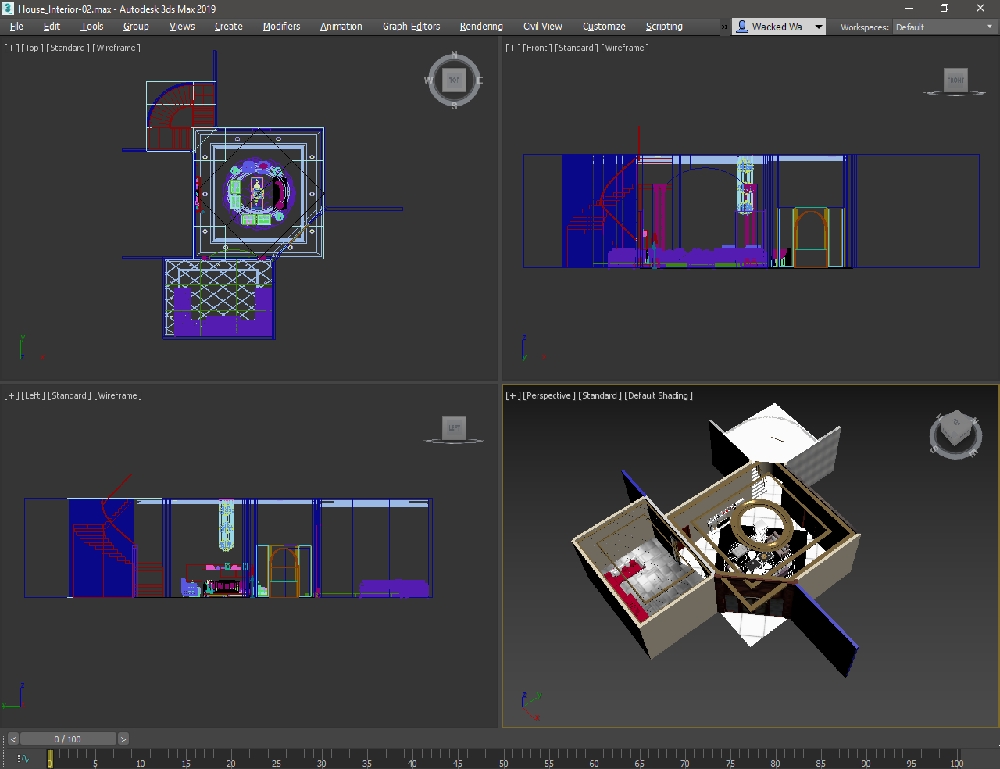 House_Interior-02.max - Autodesk 3ds Max 2019
File Edit Tools Group Views Create Modifiers Animation Graph Editors Rendering Civil View Customize Scripting » Wacked Wa Workspaces: Default
[+] [Top] [Standard] [Wireframe]
[+] [Front] [Standard] [Wireframe]
N
W TOP E
S
FRONT
[+] [Left] [Standard] [Wireframe]
[+] [Perspective] [Standard] [Default Shading]
LEFT
< 0 / 100 >
0 5 10 15 20 25 30 35 40 45 50 55 60 65 70 75 80 85 90 95 100